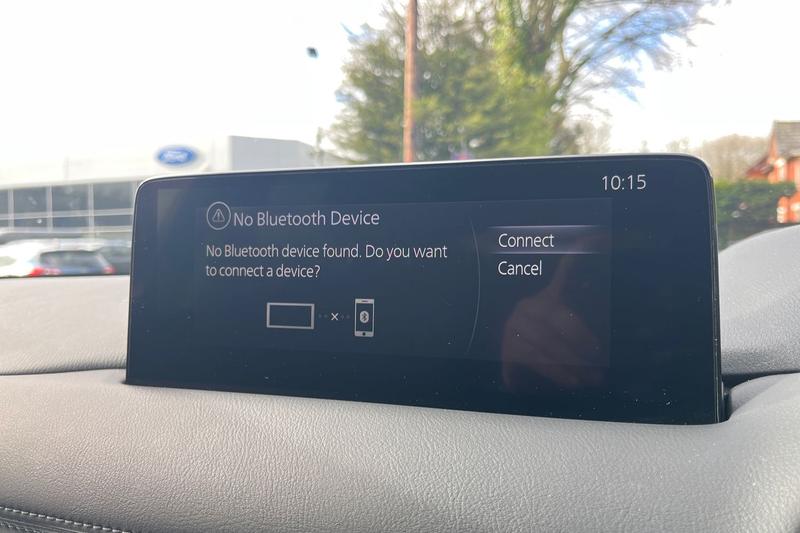 Ford
10:15
No Bluetooth Device
No Bluetooth device found. Do you want
to connect a device?
Connect
Cancel